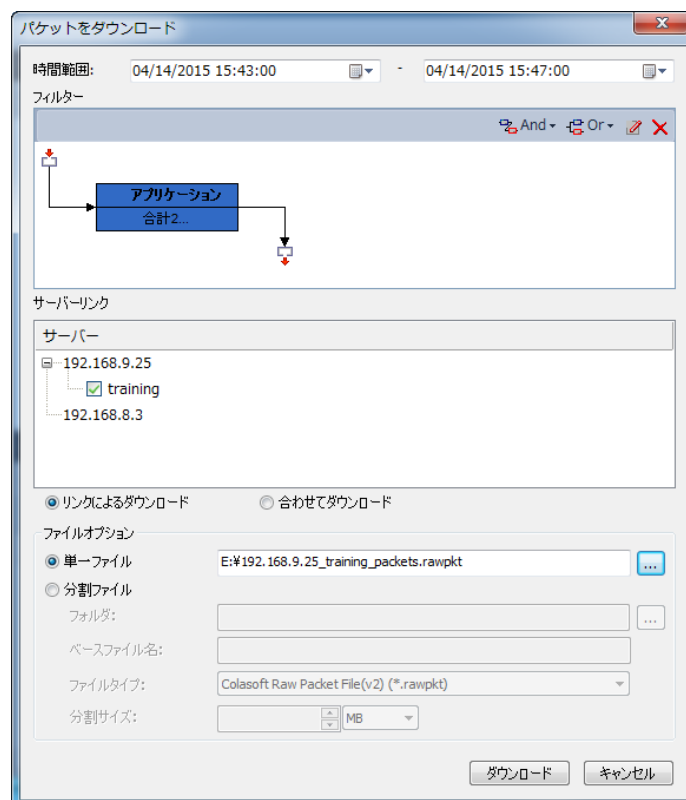 パケットをダウンロード
時間範囲: 04/14/2015 15:43:00 - 04/14/2015 15:47:00
フィルター
And Or
アプリケーション
合計2...
サーバーリンク
サーバー
192.168.9.25
training
192.168.8.3
リンクによるダウンロード 合わせてダウンロード
ファイルオプション
単一ファイル E:¥192.168.9.25_training_packets.rawpkt ...
分割ファイル
フォルダ: ...
ベースファイル名:
ファイルタイプ: Colasoft Raw Packet File(v2) (*.rawpkt)
分割サイズ: MB
ダウンロード キャンセル